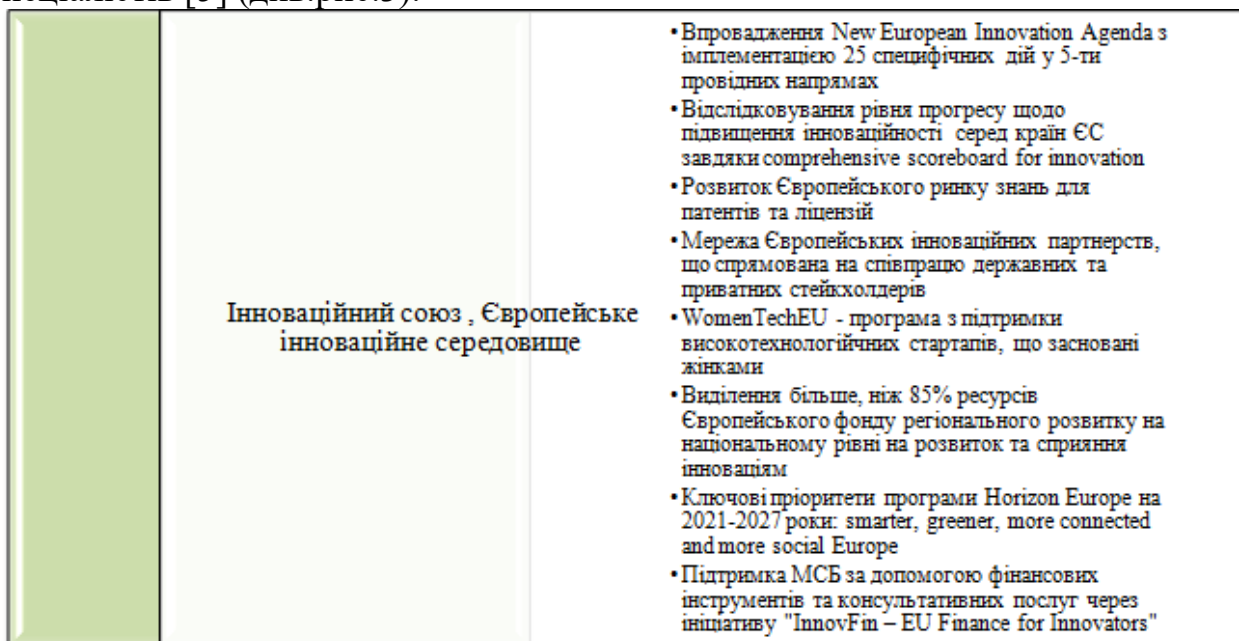 [5] (див.рис.3).
Інноваційний союз , Європейське
інноваційне середовище
•Впровадження New European Innovation Agenda з
імплементацією 25 специфічних дій у 5-ти
провідних напрямах
•Відслідковування рівня прогресу щодо
підвищення інноваційності серед країн ЄС
завдяки comprehensive scoreboard for innovation
•Розвиток Європейського ринку знань для
патентів та ліцензій
•Мережа Європейських інноваційних партнерств,
що спрямована на співпрацю державних та
приватних стейкхолдерів
•WomenTechEU - програма з підтримки
високотехнологійчних стартапів, що засновані
жінками
•Виділення більше, ніж 85% ресурсів
Європейського фонду регіонального розвитку на
національному рівні на розвиток та сприяння
інноваціям
•Ключові пріоритети програми Horizon Europe на
2021-2027 роки: smarter, greener, more connected
and more social Europe
•Підтримка МСБ за допомогою фінансових
інструментів та консультативних послуг через
ініціативу "InnovFin – EU Finance for Innovators"